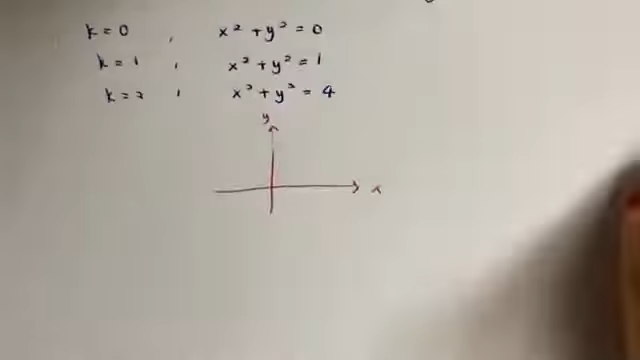 k = 0 , x² + y² = 0
k = 1 , x² + y² = 1
k = 2 , x² + y² = 4
y
x